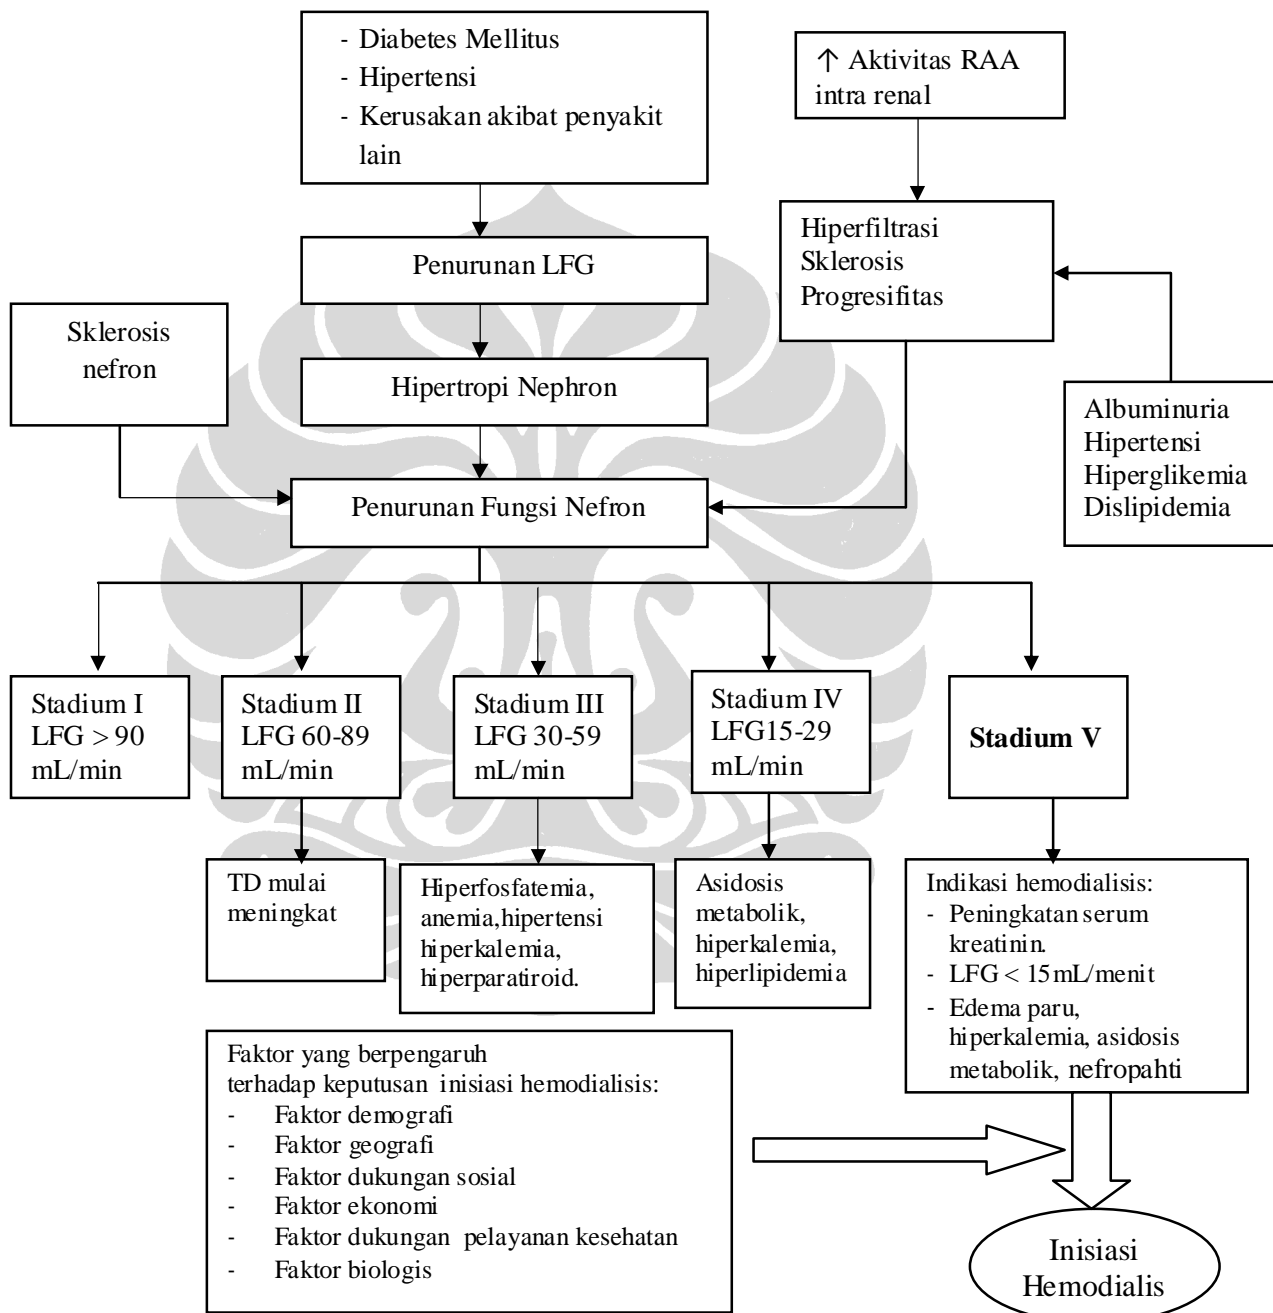 - Diabetes Mellitus
- Hipertensi
- Kerusakan akibat penyakit
lain
↑ Aktivitas RAA
intra renal
Penurunan LFG
Hiperfiltrasi
Sklerosis
Progresifitas
Sklerosis
nefron
Hipertropi Nephron
Albuminuria
Hipertensi
Hiperglikemia
Dislipidemia
Penurunan Fungsi Nefron
Stadium I
LFG > 90
mL/min
Stadium II
LFG 60-89
mL/min
Stadium III
LFG 30-59
mL/min
Stadium IV
LFG15-29
mL/min
Stadium V
TD mulai
meningkat
Hiperfosfatemia,
anemia,hipertensi
hiperkalemia,
hiperparatiroid.
Asidosis
metabolik,
hiperkalemia,
hiperlipidemia
Indikasi hemodialisis:
- Peningkatan serum
kreatinin.
- LFG < 15mL/menit
- Edema paru,
hiperkalemia, asidosis
metabolik, nefropahti
Faktor yang berpengaruh
terhadap keputusan inisiasi hemodialisis:
- Faktor demografi
- Faktor geografi
- Faktor dukungan sosial
- Faktor ekonomi
- Faktor dukungan pelayanan kesehatan
- Faktor biologis
Inisiasi
Hemodialis